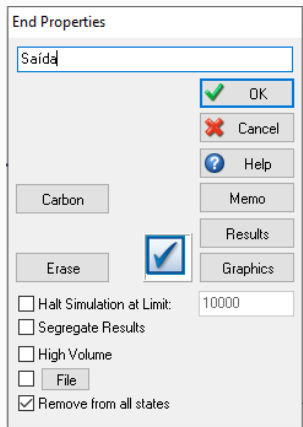 End Properties
Saída
OK
Cancel
Help
Carbon
Memo
Results
Erase
Graphics
Halt Simulation at Limit:
10000
Segregate Results
High Volume
File
Remove from all states